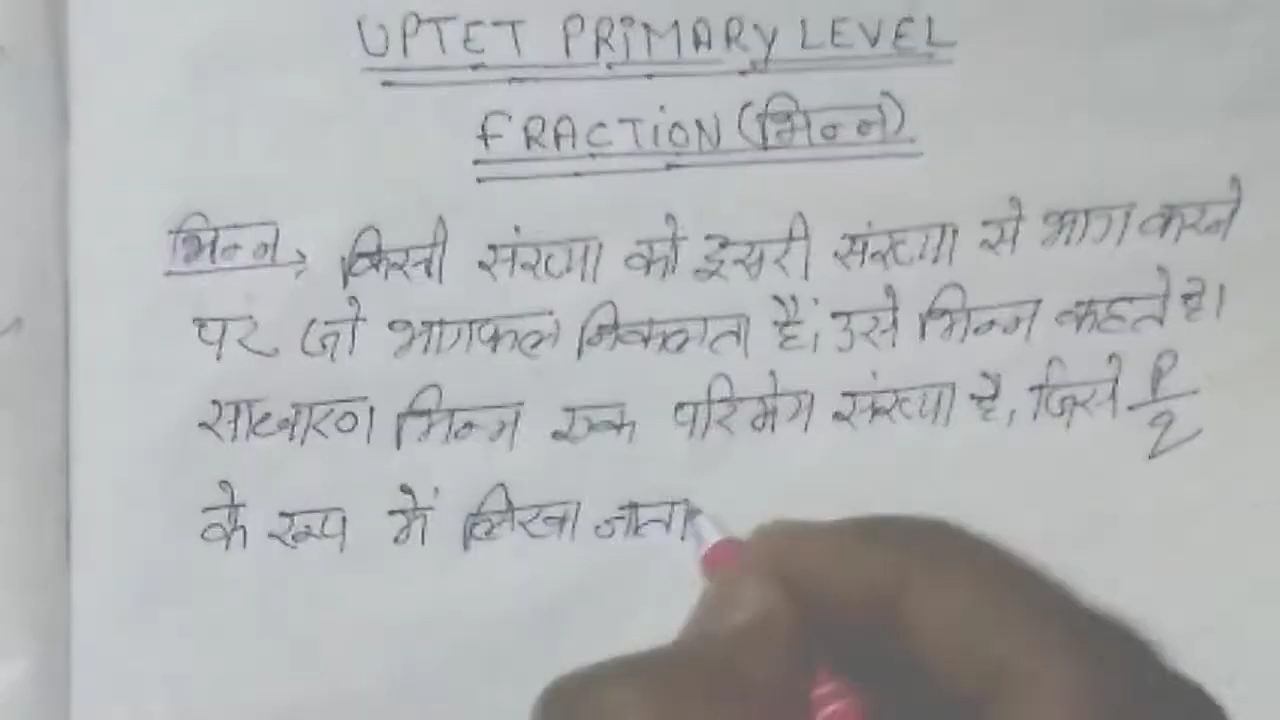 UPTET PRIMARY LEVEL
FRACTION (भिन्न)
भिन्न, किसी संख्या को दूसरी संख्या से भाग करने
पर जो भागफल निकलता है, उसे भिन्न कहते है।
साधारण भिन्न एक परिमेय संख्या है, जिसे P/q
के रूप में लिखा जाता